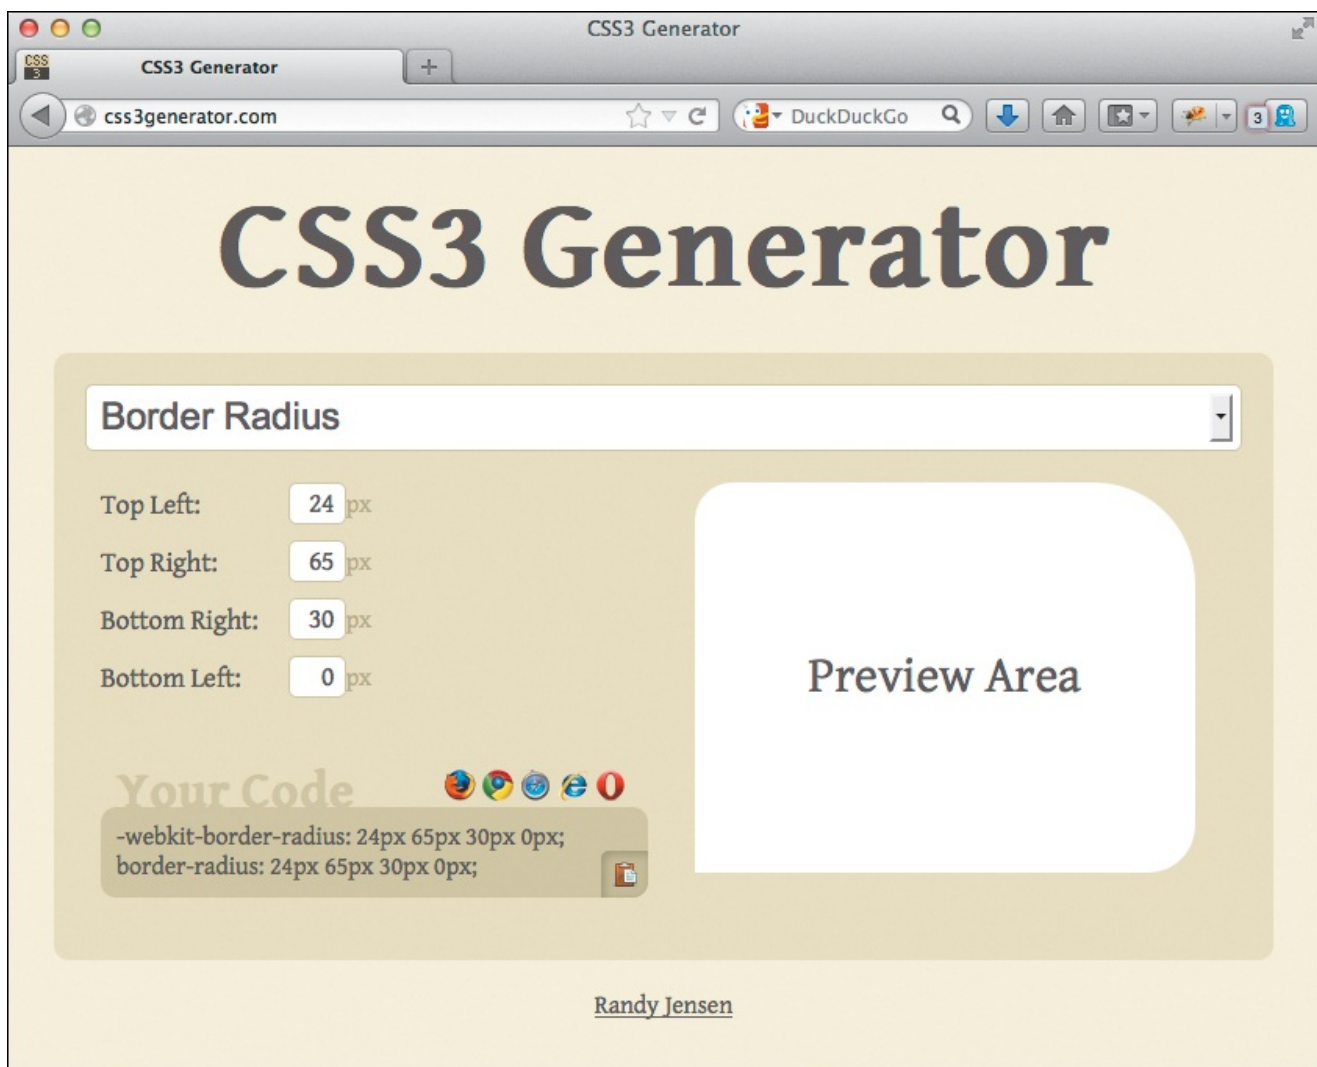 CSS3 Generator
CSS
3
CSS3 Generator
css3generator.com
DuckDuckGo
3
CSS3 Generator
Border Radius
Top Left: 24 px
Top Right: 65 px
Bottom Right: 30 px
Bottom Left: 0 px
Preview Area
Your Code
-webkit-border-radius: 24px 65px 30px 0px;
border-radius: 24px 65px 30px 0px;
Randy Jensen